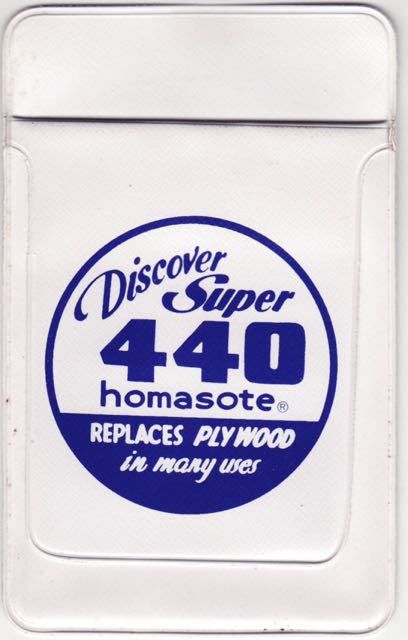 Discover
Super
440
homasote®
REPLACES PLYWOOD
in many uses